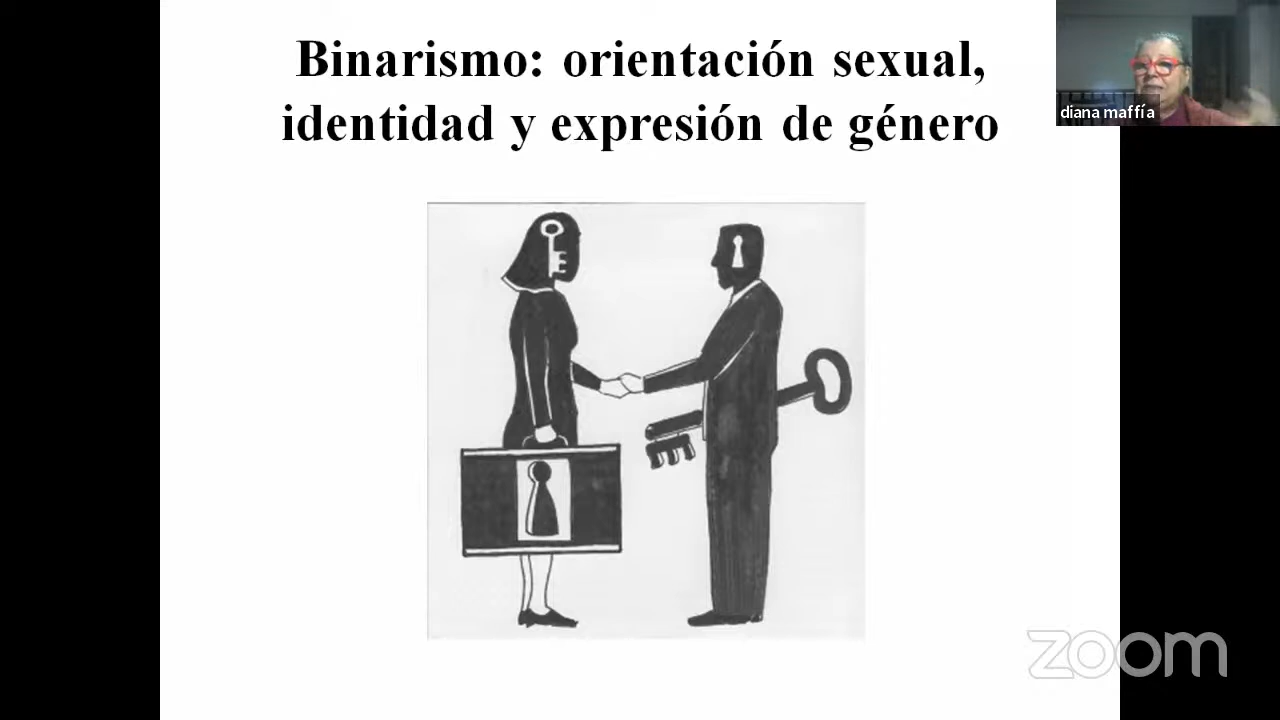 Binarismo: orientación sexual,
identidad y expresión de género
diana maffía
zoom